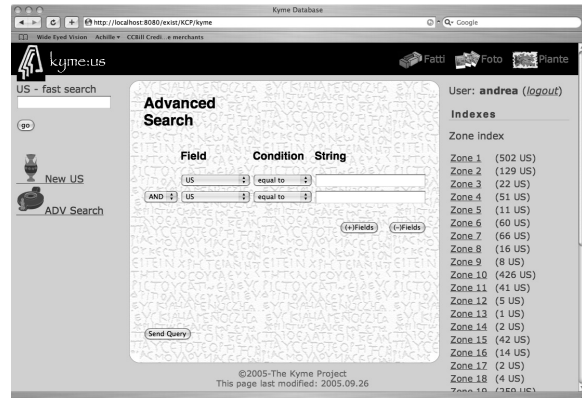 Kyme Database
http://localhost:8080/exist/KCP/kyme
Q- Google
Wide Eyed Vision Achille CCBill Credi...e merchants
kyme:us
Fatti Foto Piante
US - fast search
go
New US
ADV Search
Advanced
Search
Field Condition String
US equal to
AND US equal to
(+)Fields (-)Fields
Send Query
©2005-The Kyme Project
This page last modified: 2005.09.26
User: andrea (logout)
Indexes
Zone index
Zone 1 (502 US)
Zone 2 (129 US)
Zone 3 (22 US)
Zone 4 (51 US)
Zone 5 (11 US)
Zone 6 (60 US)
Zone 7 (66 US)
Zone 8 (16 US)
Zone 9 (8 US)
Zone 10 (426 US)
Zone 11 (41 US)
Zone 12 (5 US)
Zone 13 (1 US)
Zone 14 (2 US)
Zone 15 (42 US)
Zone 16 (14 US)
Zone 17 (2 US)
Zone 18 (4 US)
Zone 19 (259 US)